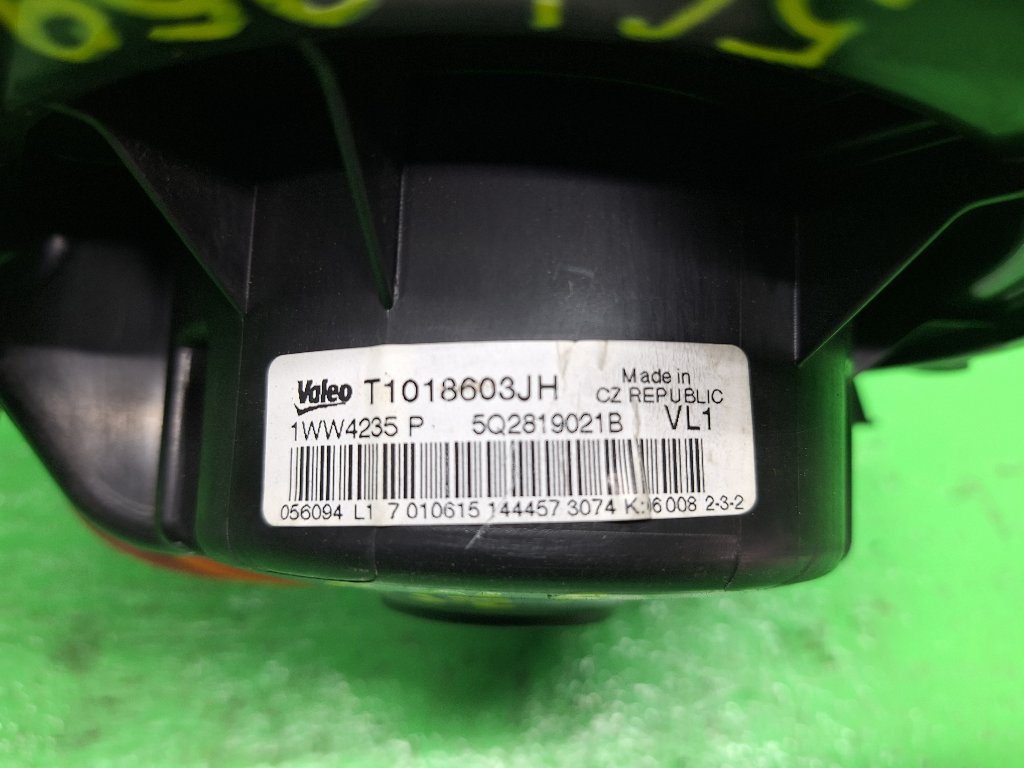 Valeo T1018603JH Made in
CZ REPUBLIC
1WW4235 P 5Q2819021B VL1
056094 L1 7 010615 144457 3074 K: 6008 2-3-2